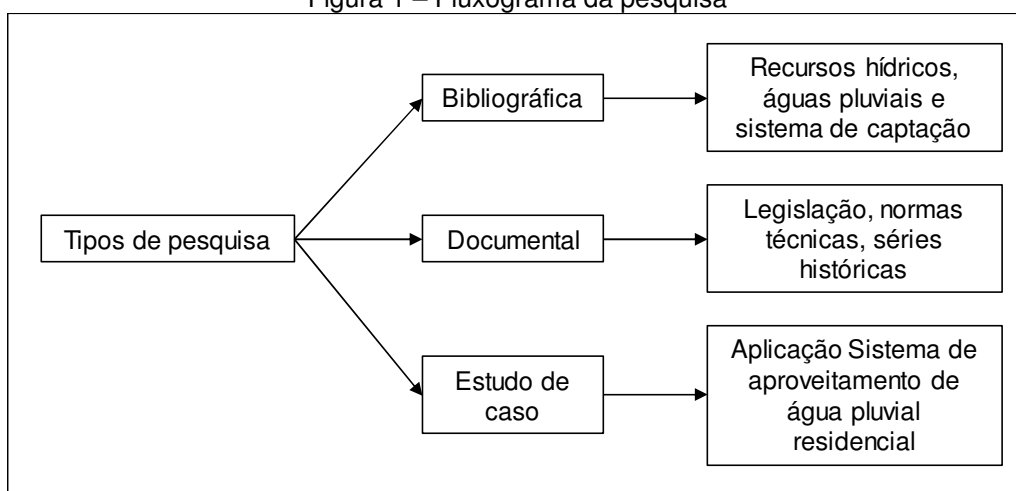 Figura 1 – Fluxograma da pesquisa
Bibliográfica
Recursos hídricos,
águas pluviais e
sistema de captação
Tipos de pesquisa
Documental
Legislação, normas
técnicas, séries
históricas
Estudo de
caso
Aplicação Sistema de
aproveitamento de
água pluvial
residencial